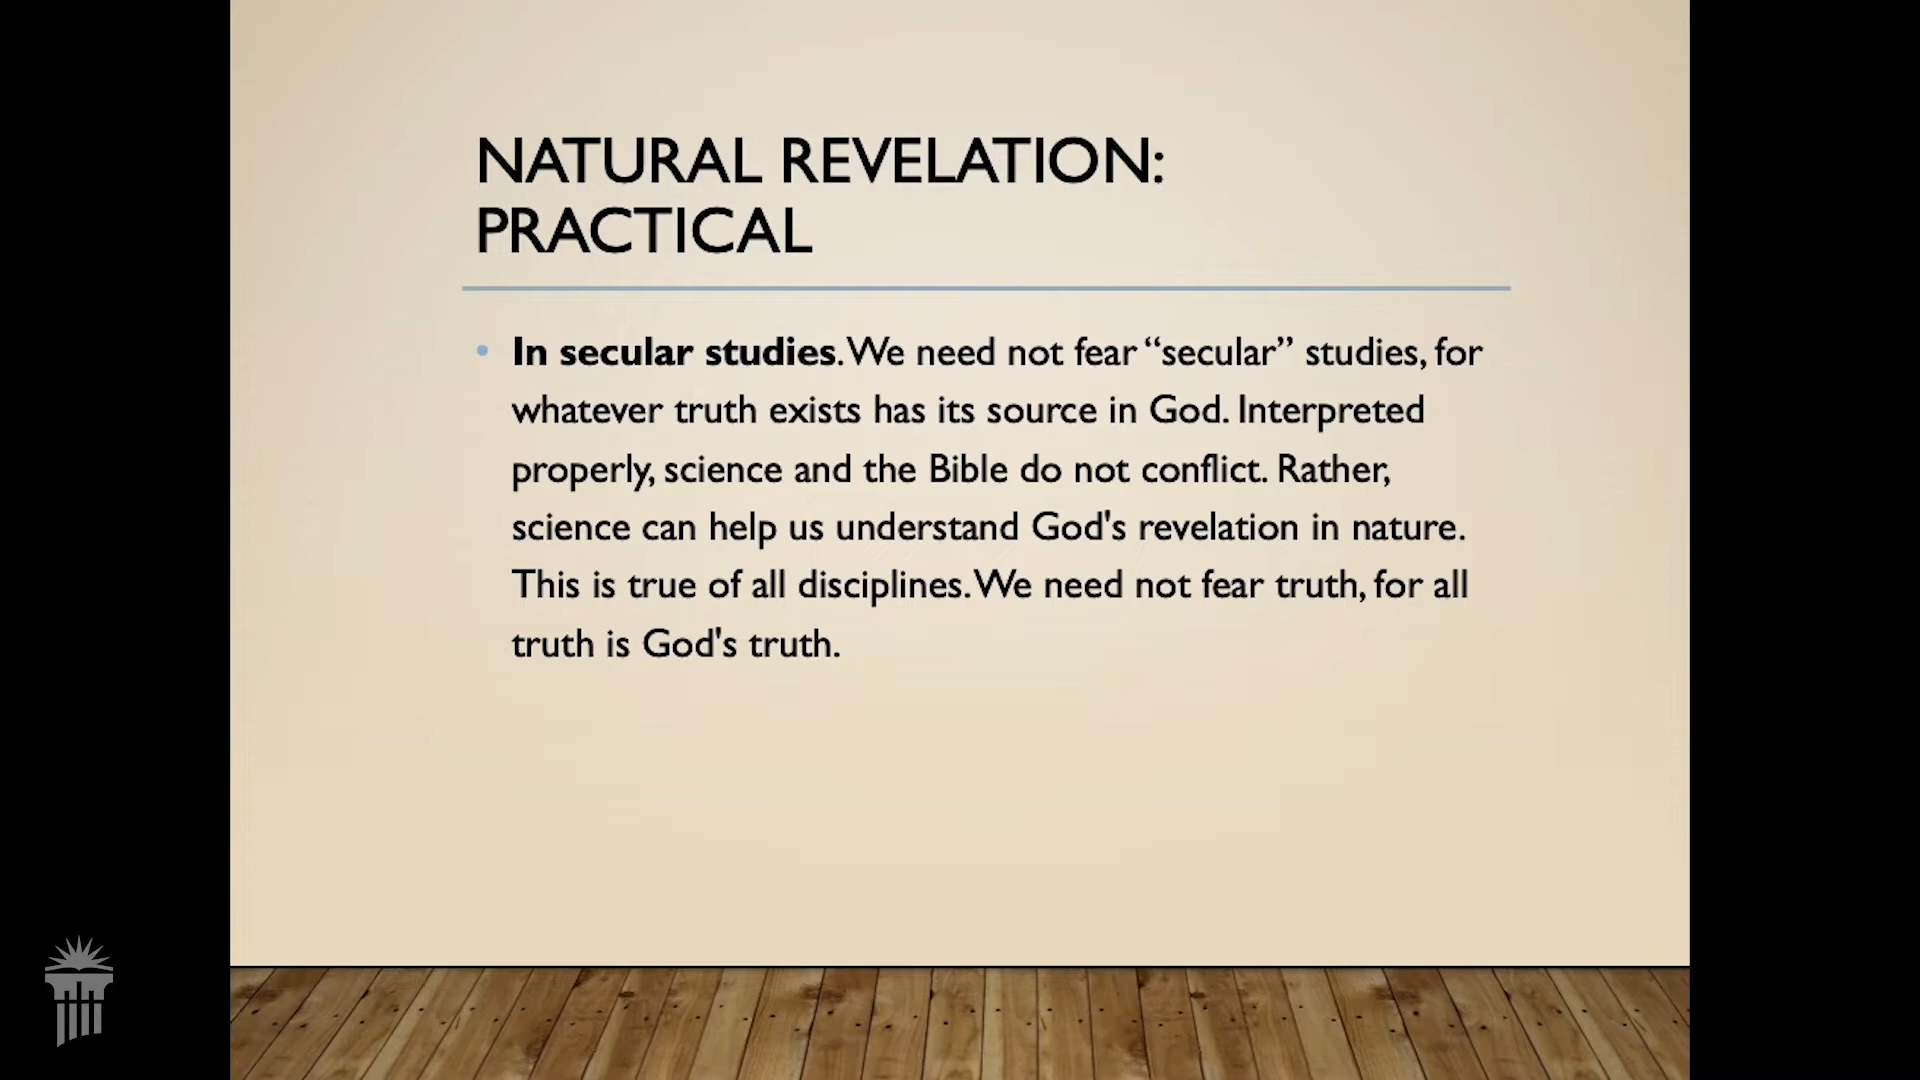 NATURAL REVELATION:
PRACTICAL
• In secular studies. We need not fear “secular” studies, for
whatever truth exists has its source in God. Interpreted
properly, science and the Bible do not conflict. Rather,
science can help us understand God's revelation in nature.
This is true of all disciplines. We need not fear truth, for all
truth is God's truth.